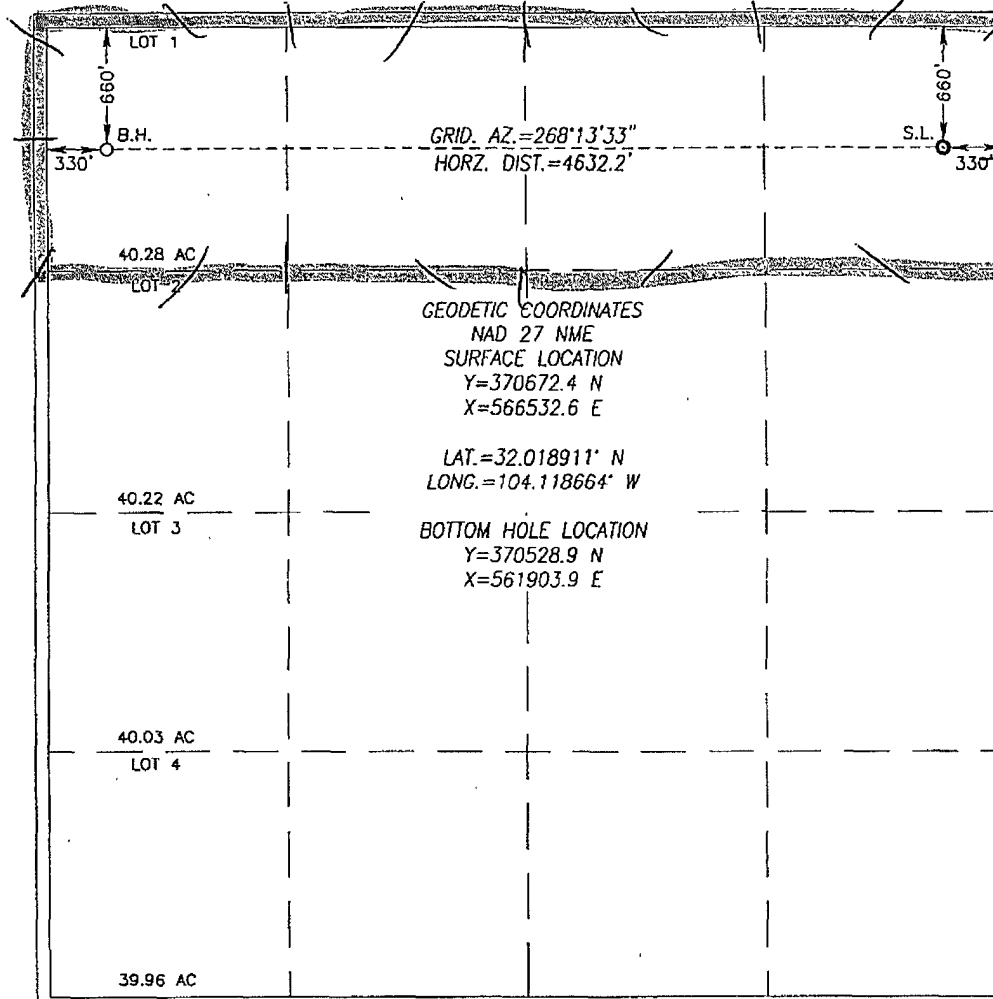 LOT 1
660'
660'
B.H.
S.L.
330'
330'
GRID. AZ.=268°13'33"
HORZ. DIST.=4632.2'
40.28 AC
LOT 2
GEODETIC COORDINATES
NAD 27 NME
SURFACE LOCATION
Y=370672.4 N
X=566532.6 E
LAT.=32.018911° N
LONG.=104.118664° W
40.22 AC
LOT 3
BOTTOM HOLE LOCATION
Y=370528.9 N
X=561903.9 E
40.03 AC
LOT 4
39.96 AC